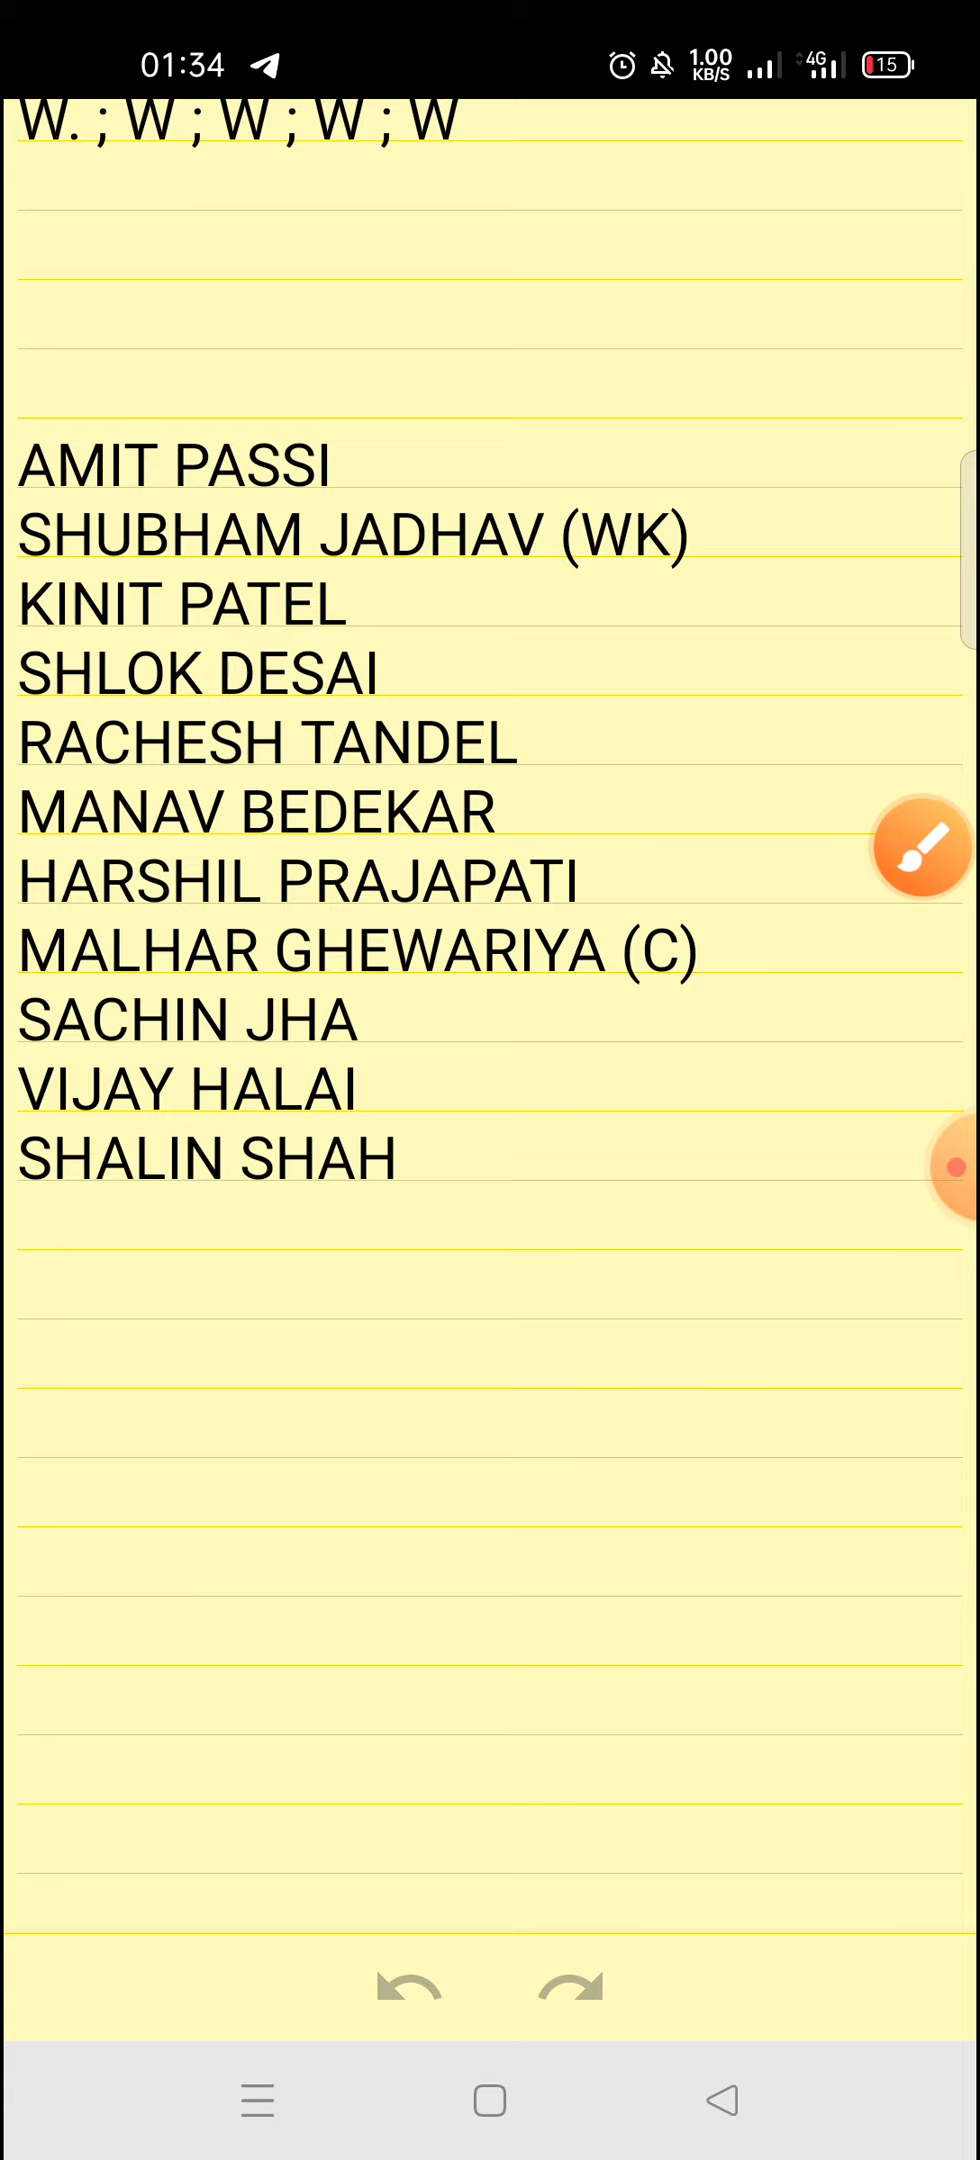 01:34 1.00 KB/S 4G 15
W. ; W ; W ; W ; W
AMIT PASSI
SHUBHAM JADHAV (WK)
KINIT PATEL
SHLOK DESAI
RACHESH TANDEL
MANAV BEDEKAR
HARSHIL PRAJAPATI
MALHAR GHEWARIYA (C)
SACHIN JHA
VIJAY HALAI
SHALIN SHAH